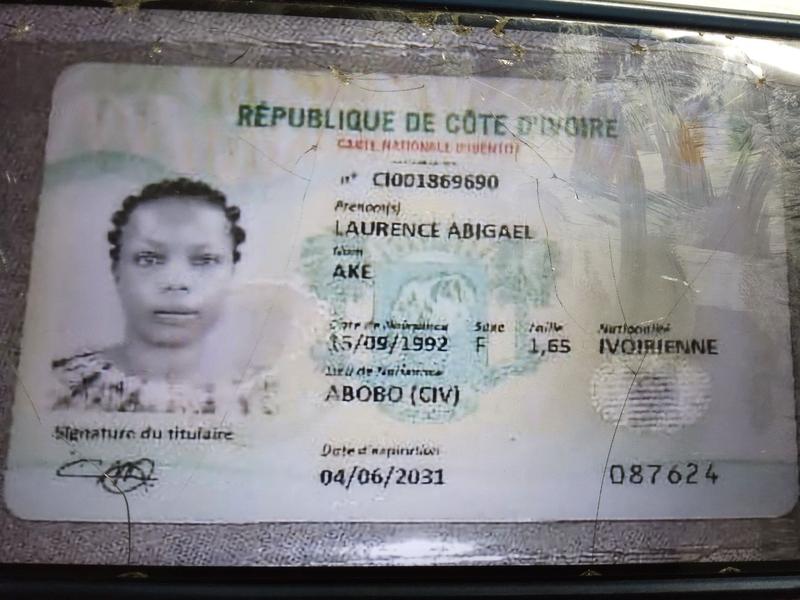 RÉPUBLIQUE DE CÔTE D'IVOIRE
CARTE NATIONALE D'IDENTITÉ
n° CI001869690
Prénom(s)
LAURENCE ABIGAEL
Nom
AKE
Date de Naissance Sexe Taille Nationalité
15/09/1992 F 1,65 IVOIRIENNE
Lieu de Naissance
ABOBO (CIV)
Signature du titulaire
Date d'expiration
04/06/2031 087624